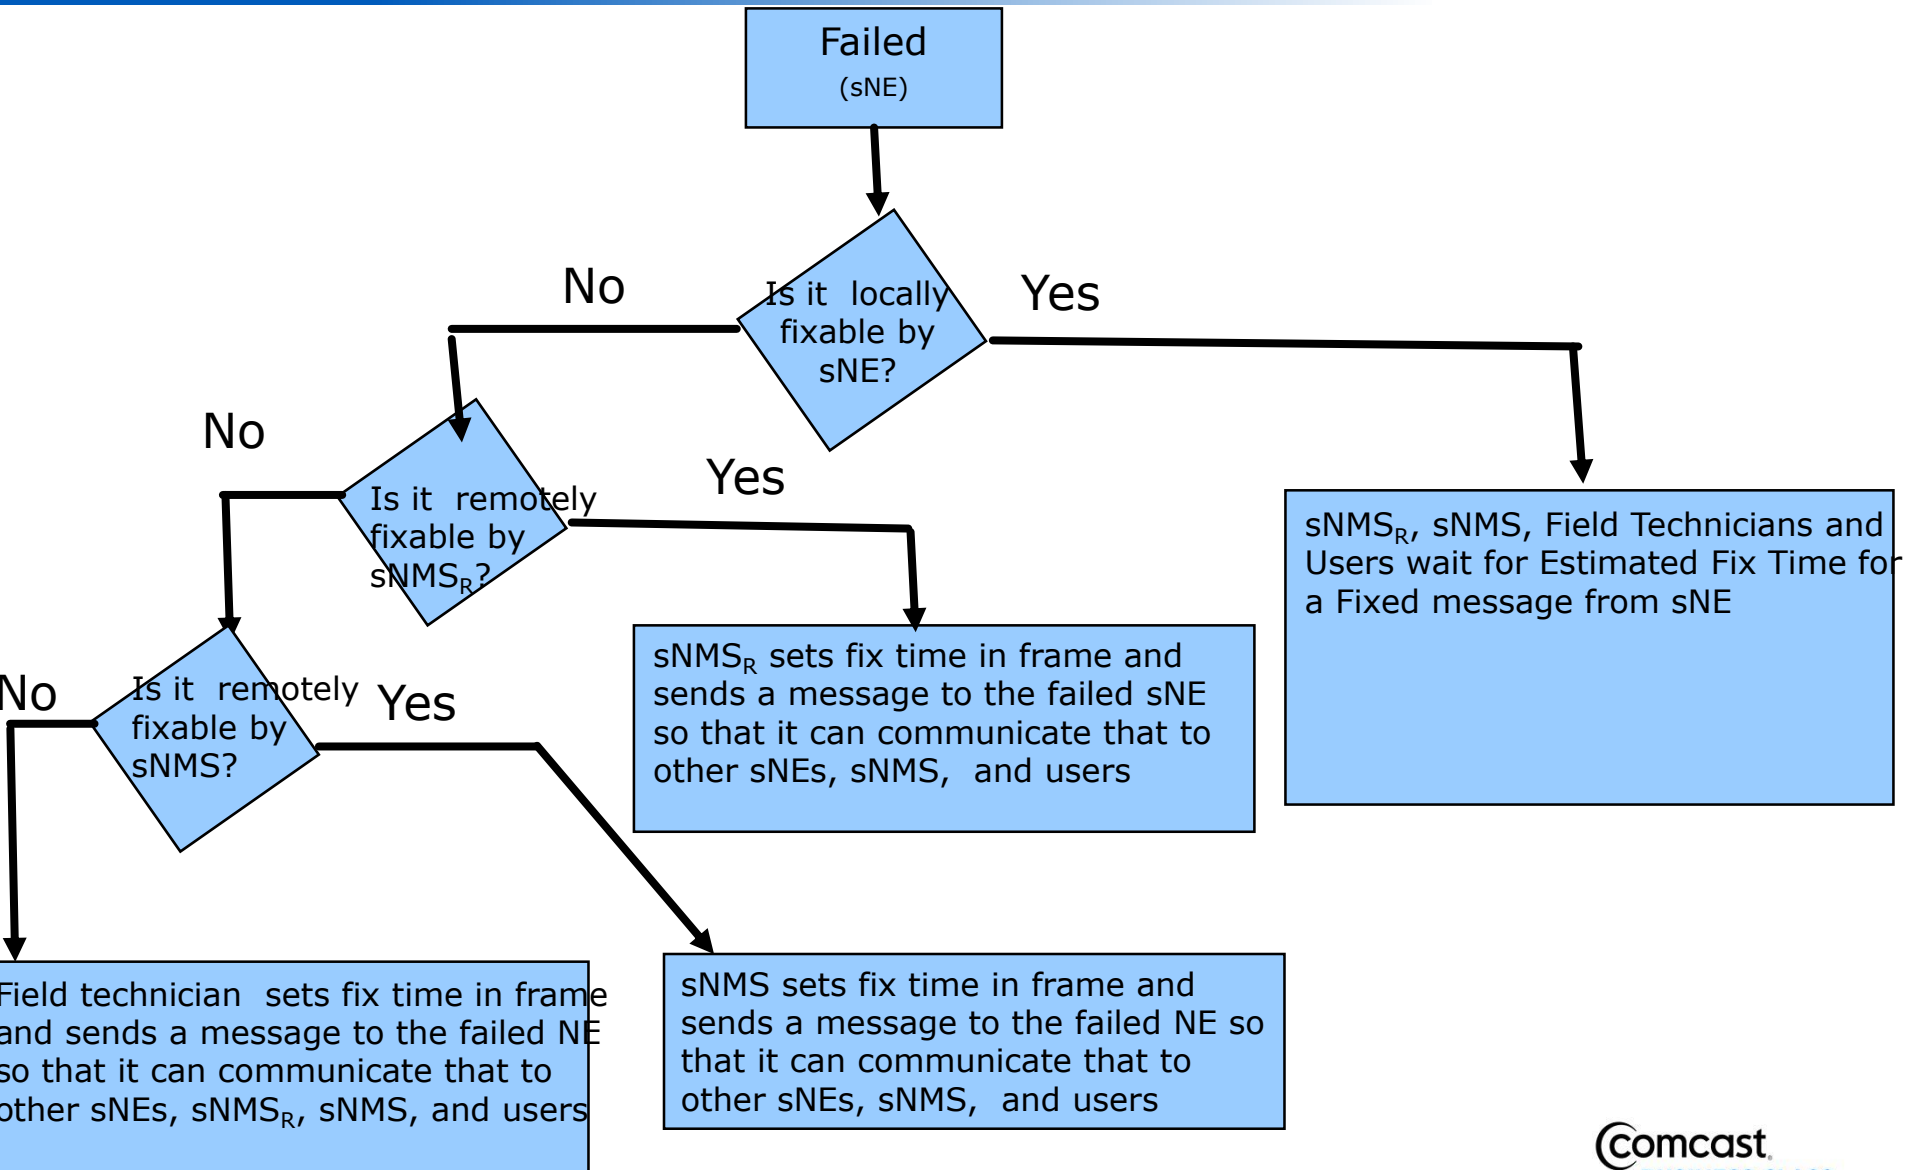 Failed
(sNE)
No
Is it locally
fixable by
sNE?
Yes
No
Is it remotely
fixable by
sNMSR?
Yes
sNMSR, sNMS, Field Technicians and
Users wait for Estimated Fix Time for
a Fixed message from sNE
No
Is it remotely
fixable by
sNMS?
Yes
sNMSR sets fix time in frame and
sends a message to the failed sNE
so that it can communicate that to
other sNEs, sNMS, and users
Field technician sets fix time in frame
and sends a message to the failed NE
so that it can communicate that to
other sNEs, sNMSR, sNMS, and users
sNMS sets fix time in frame and
sends a message to the failed NE so
that it can communicate that to
other sNEs, sNMS, and users
comcast